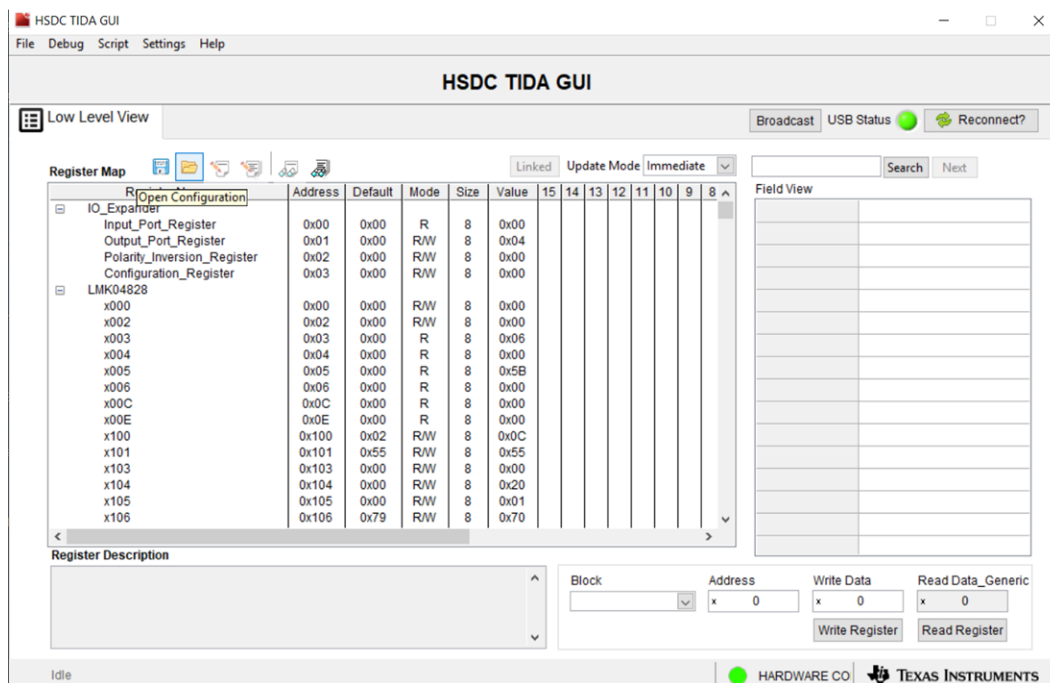 HSDC TIDA GUI
File Debug Script Settings Help
HSDC TIDA GUI
Low Level View
Broadcast USB Status Reconnect?
Register Map Linked Update Mode Immediate Search Next
Address Default Mode Size Value 15 14 13 12 11 10 9 8
Open Configuration
Field View
IO_Expander
Input_Port_Register 0x00 0x00 R 8 0x00
Output_Port_Register 0x01 0x00 R/W 8 0x04
Polarity_Inversion_Register 0x02 0x00 R/W 8 0x00
Configuration_Register 0x03 0x00 R/W 8 0x00
LMK04828
x000 0x00 0x00 R/W 8 0x00
x002 0x02 0x00 R/W 8 0x00
x003 0x03 0x00 R 8 0x06
x004 0x04 0x00 R 8 0x00
x005 0x05 0x00 R 8 0x5B
x006 0x06 0x00 R 8 0x00
x00C 0x0C 0x00 R 8 0x00
x00E 0x0E 0x00 R 8 0x00
x100 0x100 0x02 R/W 8 0x0C
x101 0x101 0x55 R/W 8 0x55
x103 0x103 0x00 R/W 8 0x00
x104 0x104 0x00 R/W 8 0x20
x105 0x105 0x00 R/W 8 0x01
x106 0x106 0x79 R/W 8 0x70
Register Description
Block Address Write Data Read Data_Generic
x 0 x 0 x 0
Write Register Read Register
Idle HARDWARE CO TEXAS INSTRUMENTS